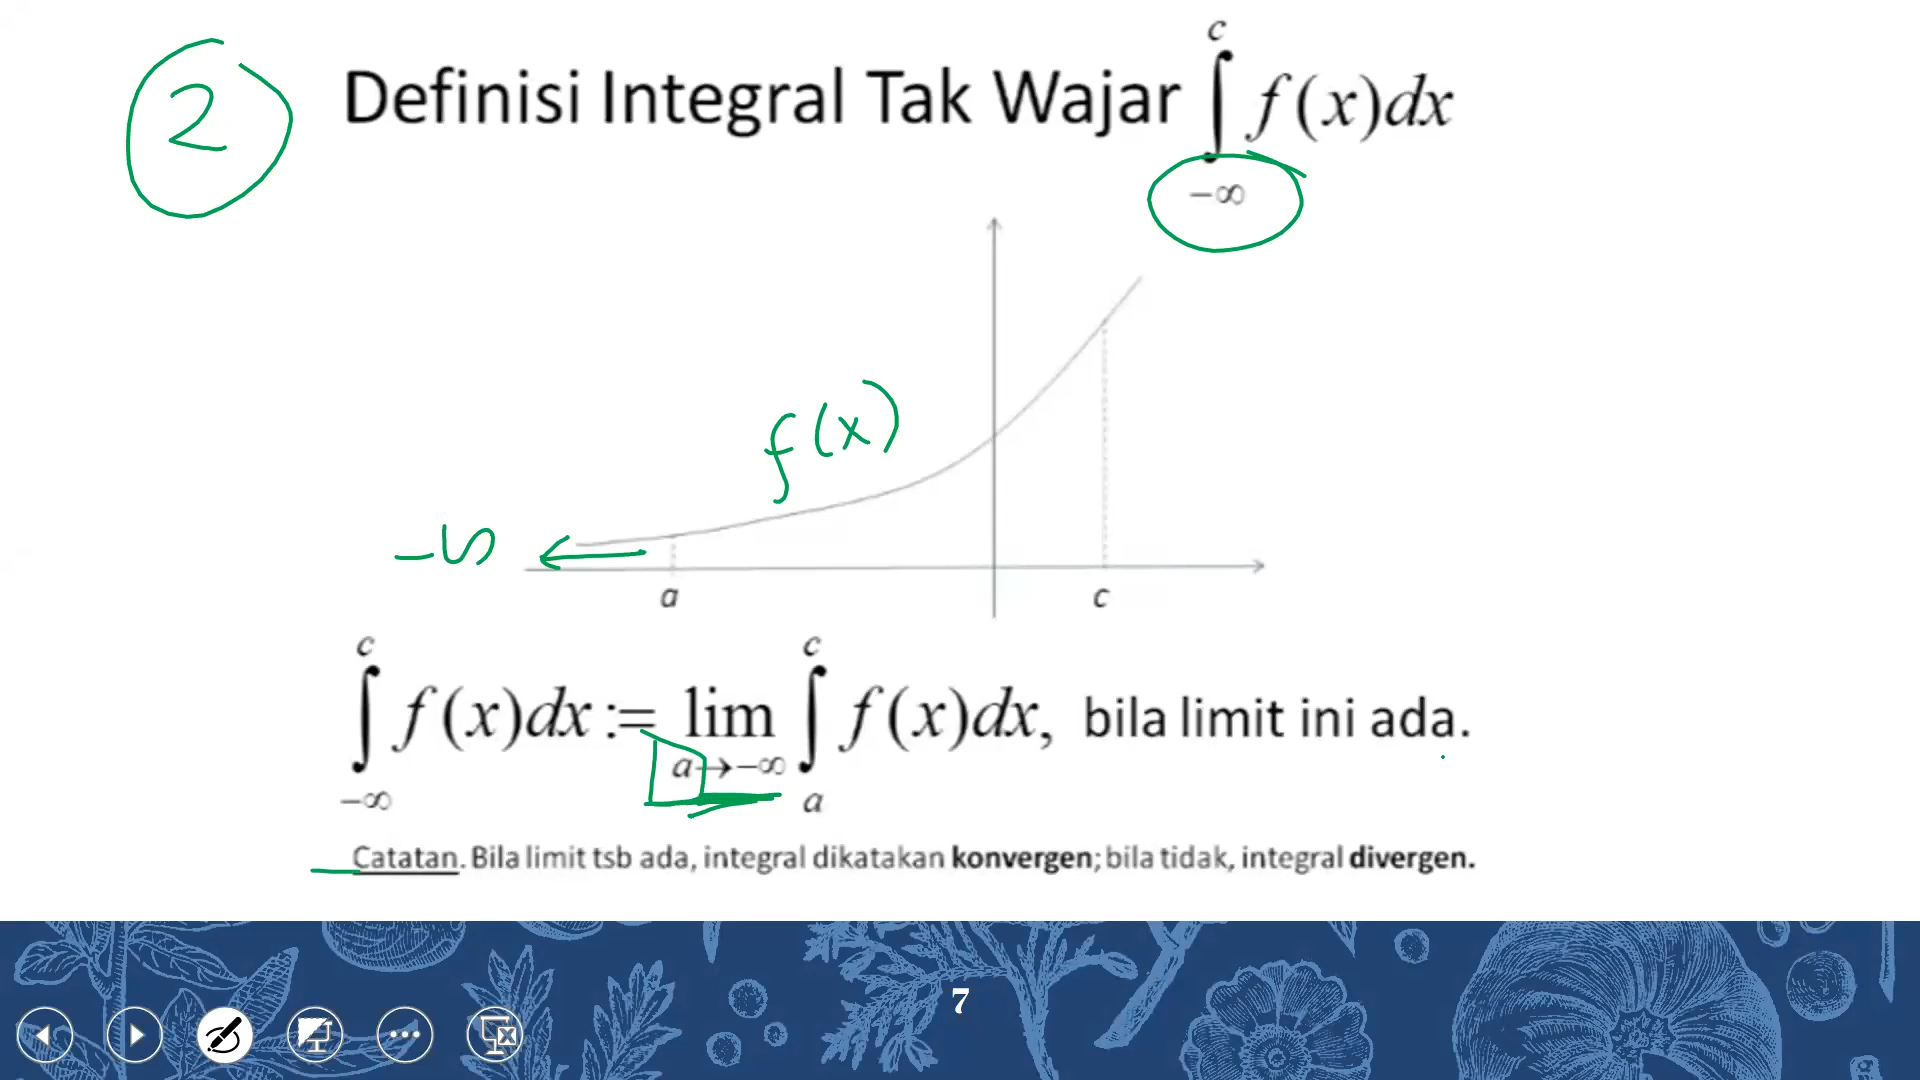 2
Definisi Integral Tak Wajar ∫_{-∞}^{c} f(x)dx
f(x)
-∞
a
c
∫_{-∞}^{c} f(x)dx := lim_{a→-∞} ∫_{a}^{c} f(x)dx, bila limit ini ada.
Catatan. Bila limit tsb ada, integral dikatakan konvergen; bila tidak, integral divergen.
7